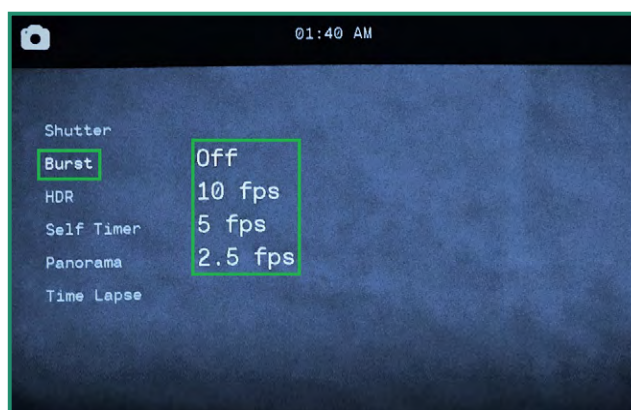 01:40 AM
Shutter
Burst
HDR
Self Timer
Panorama
Time Lapse
Off
10 fps
5 fps
2.5 fps